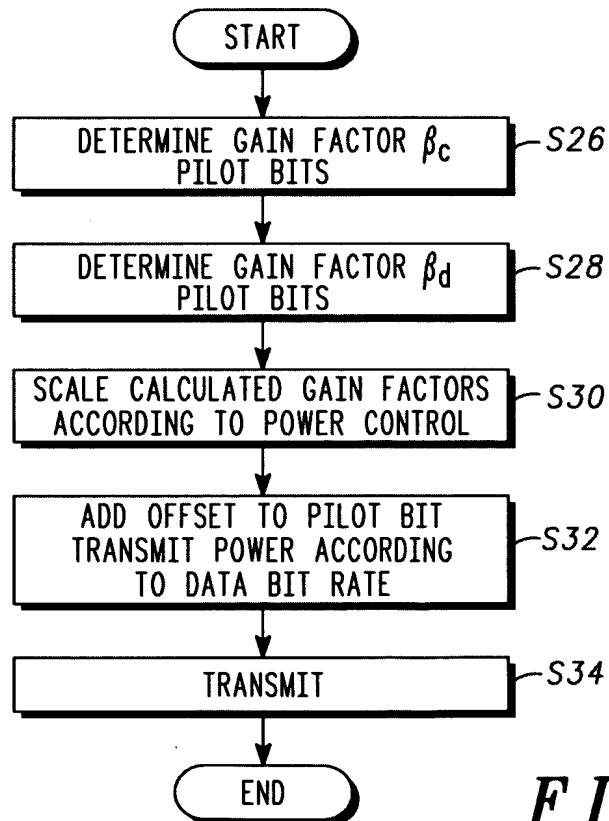 START
DETERMINE GAIN FACTOR βc
PILOT BITS
S26
DETERMINE GAIN FACTOR βd
PILOT BITS
S28
SCALE CALCULATED GAIN FACTORS
ACCORDING TO POWER CONTROL
S30
ADD OFFSET TO PILOT BIT
TRANSMIT POWER ACCORDING
TO DATA BIT RATE
S32
TRANSMIT
S34
END